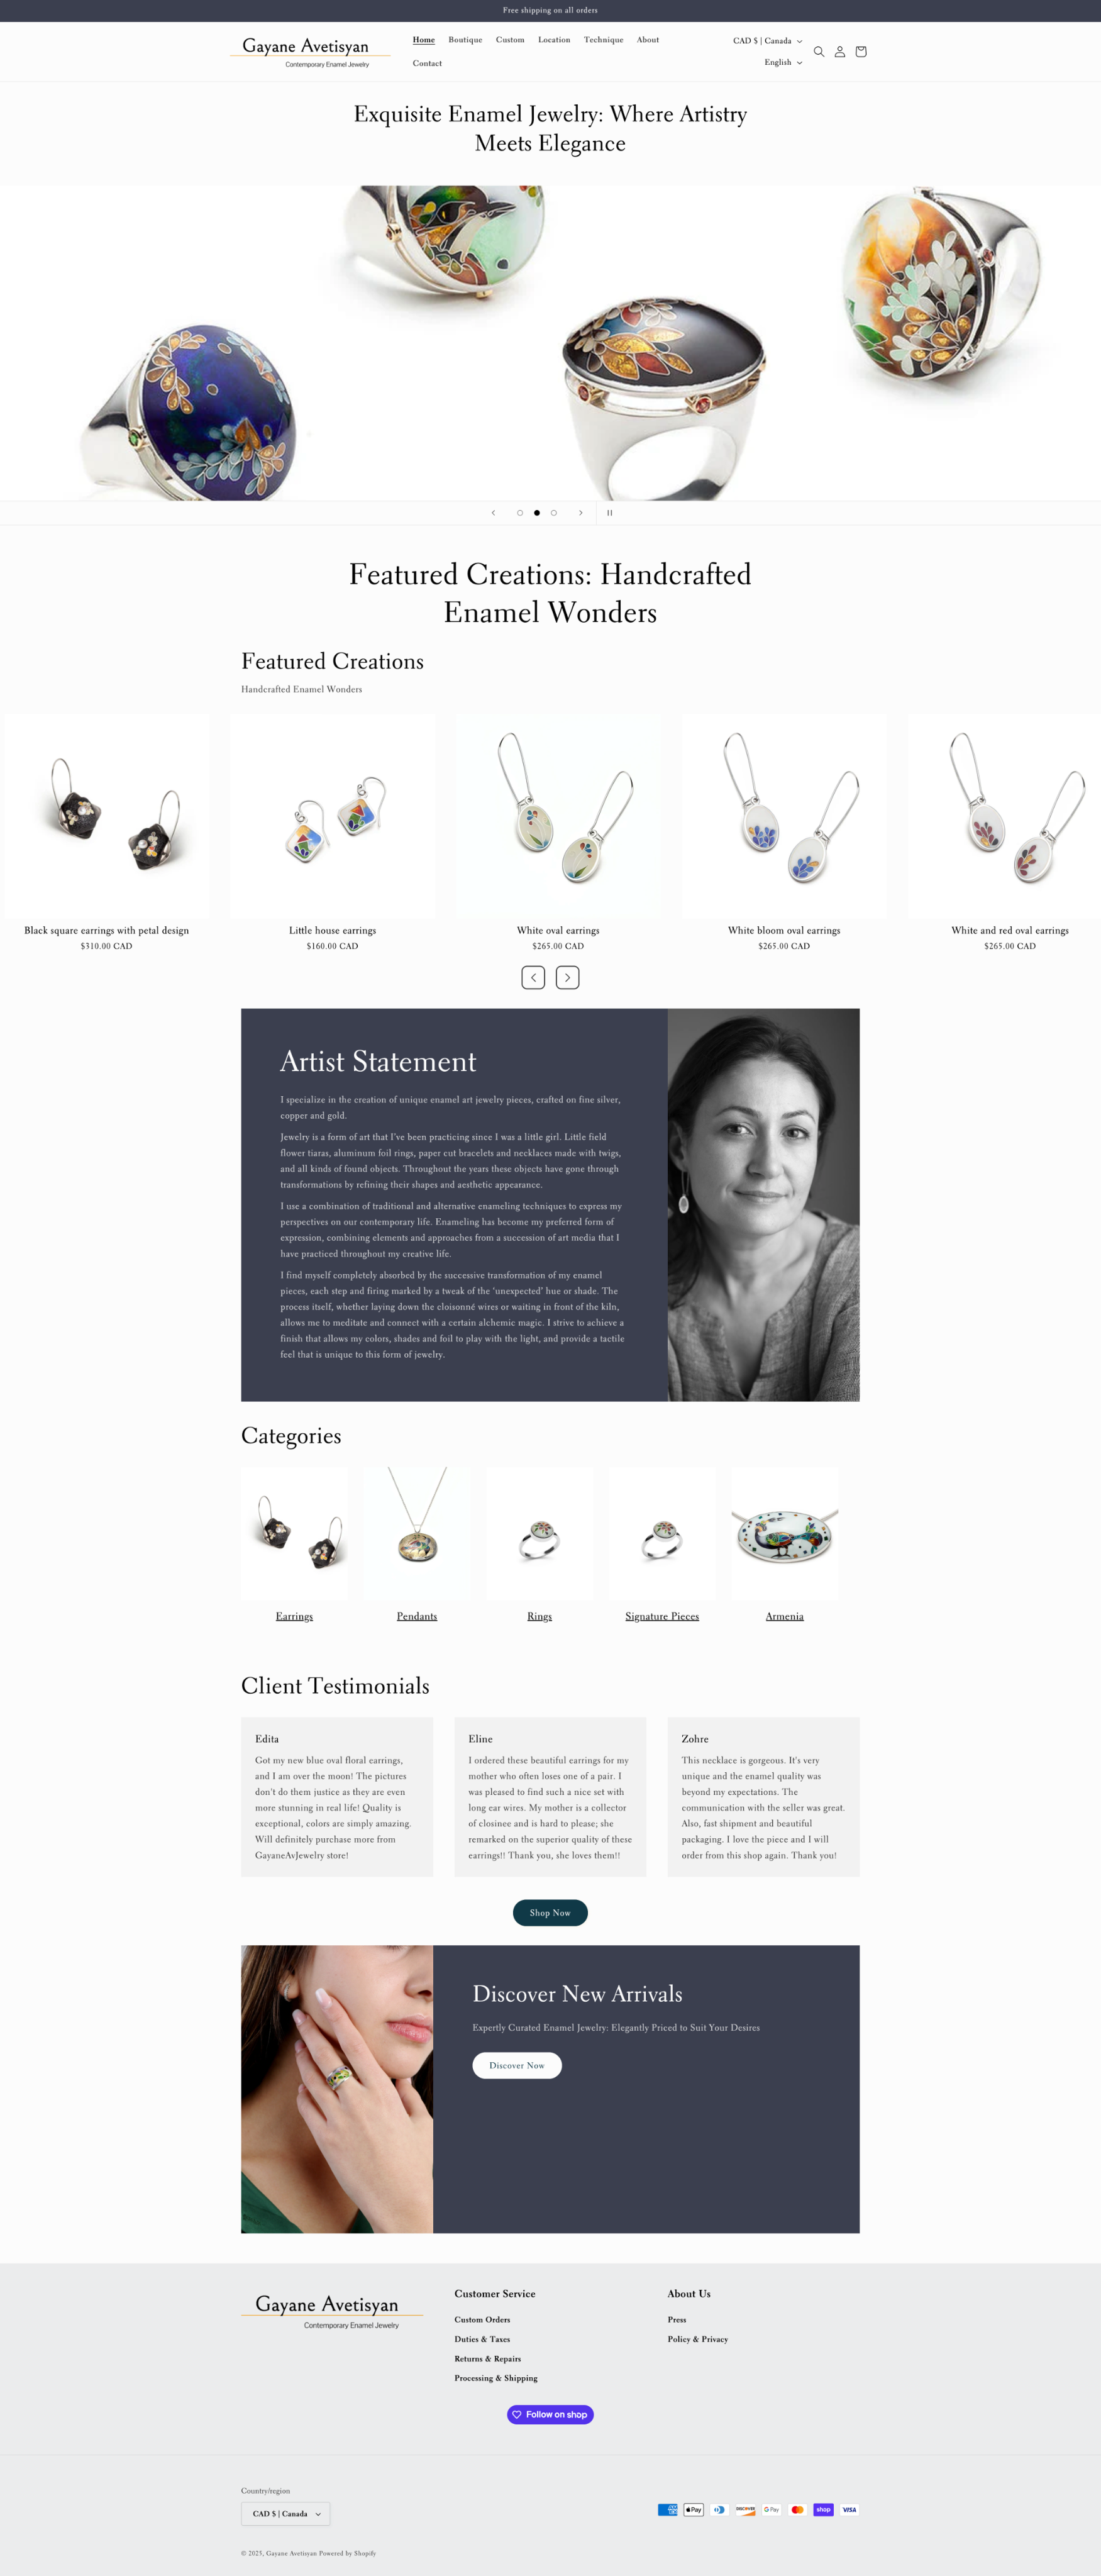 Free shipping on all orders
Gayane Avetisyan
Contemporary Enamel Jewelry
Home Boutique Custom Location Technique About
Contact
CAD $ | Canada
English
Exquisite Enamel Jewelry: Where Artistry
Meets Elegance
Featured Creations: Handcrafted
Enamel Wonders
Featured Creations
Handcrafted Enamel Wonders
Black square earrings with petal design
$310.00 CAD
Little house earrings
$160.00 CAD
White oval earrings
$265.00 CAD
White bloom oval earrings
$265.00 CAD
White and red oval earrings
$265.00 CAD
Artist Statement
I specialize in the creation of unique enamel art jewelry pieces, crafted on fine silver,
copper and gold.
Jewelry is a form of art that I've been practicing since I was a little girl. Little field
flower tiaras, aluminum foil rings, paper cut bracelets and necklaces made with twigs,
and all kinds of found objects. Throughout the years these objects have gone through
transformations by refining their shapes and aesthetic appearance.
I use a combination of traditional and alternative enameling techniques to express my
perspectives on our contemporary life. Enameling has become my preferred form of
expression, combining elements and approaches from a succession of art media that I
have practiced throughout my creative life.
I find myself completely absorbed by the successive transformation of my enamel
pieces, each step and firing marked by a tweak of the 'unexpected' hue or shade. The
process itself, whether laying down the cloisonné wires or waiting in front of the kiln,
allows me to meditate and connect with a certain alchemic magic. I strive to achieve a
finish that allows my colors, shades and foil to play with the light, and provide a tactile
feel that is unique to this form of jewelry.
Categories
Earrings
Pendants
Rings
Signature Pieces
Armenia
Client Testimonials
Edita
Got my new blue oval floral earrings,
and I am over the moon! The pictures
don't do them justice as they are even
more stunning in real life! Quality is
exceptional, colors are simply amazing.
Will definitely purchase more from
GayaneAvJewelry store!
Eline
I ordered these beautiful earrings for my
mother who often loses one of a pair. I
was pleased to find such a nice set with
long ear wires. My mother is a collector
of closinee and is hard to please; she
remarked on the superior quality of these
earrings!! Thank you, she loves them!!
Zohre
This necklace is gorgeous. It's very
unique and the enamel quality was
beyond my expectations. The
communication with the seller was great.
Also, fast shipment and beautiful
packaging. I love the piece and I will
order from this shop again. Thank you!
Shop Now
Discover New Arrivals
Expertly Curated Enamel Jewelry: Elegantly Priced to Suit Your Desires
Discover Now
Gayane Avetisyan
Contemporary Enamel Jewelry
Customer Service
Custom Orders
Duties & Taxes
Returns & Repairs
Processing & Shipping
About Us
Press
Policy & Privacy
Follow on shop
Country/region
CAD $ | Canada
AMEX Apple Pay DISCOVER G Pay shop VISA
© 2025, Gayane Avetisyan Powered by Shopify